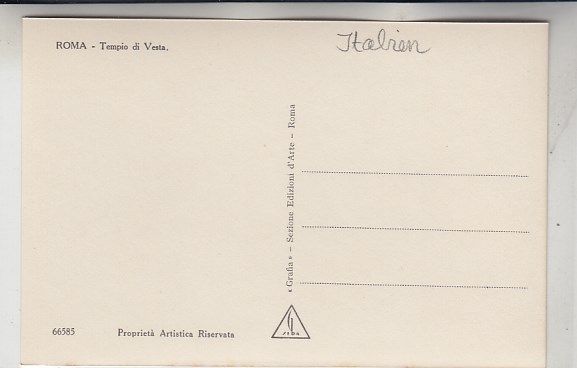 ROMA - Tempio di Vesta.
Italien
« Grafia » - Sezione Edizioni d'Arte - Roma
66585
Proprietà Artistica Riservata